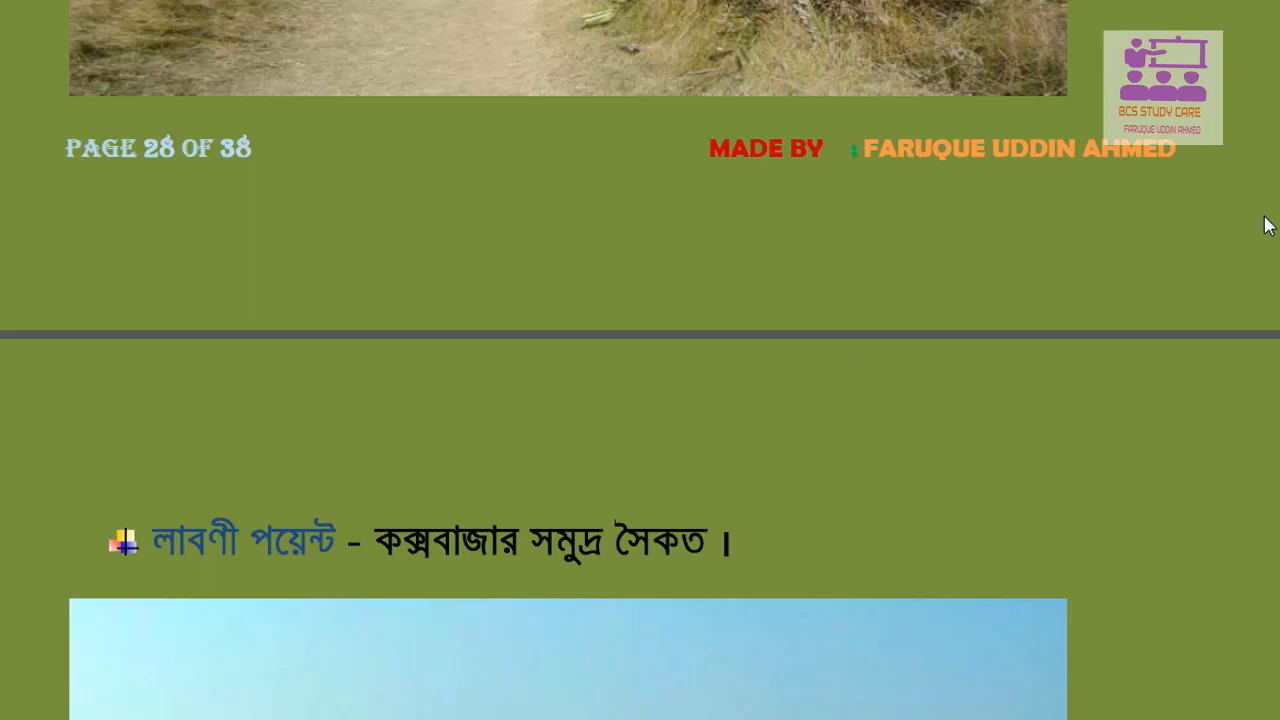 BCS STUDY CARE
FARUQUE UDDIN AHMED
PAGE 28 OF 38
MADE BY : FARUQUE UDDIN AHMED
লাবণী পয়েন্ট - কক্সবাজার সমুদ্র সৈকত ।